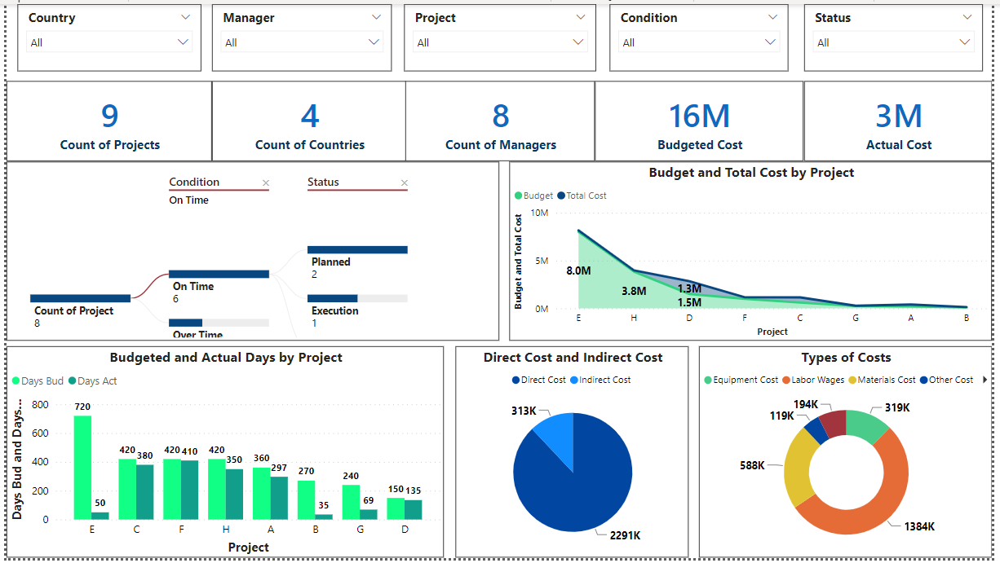 Country
Manager
Project
Condition
Status
All
All
All
All
All
9
4
8
16M
3M
Count of Projects
Count of Countries
Count of Managers
Budgeted Cost
Actual Cost
Condition
Status
On Time
Planned
2
On Time
6
Count of Project
8
Execution
1
Over Time
Budget and Total Cost by Project
Budget Total Cost
Budget and Total Cost
10M
5M
0M
8.0M
3.8M
1.3M
1.5M
E H D F C G A B
Project
Budgeted and Actual Days by Project
Days Bud Days Act
Days Bud and Days...
800
600
400
200
0
720 50
420 380
420 410
420 350
360 297
270 35
240 69
150 135
E C F H A B G D
Project
Direct Cost and Indirect Cost
Direct Cost Indirect Cost
313K
2291K
Types of Costs
Equipment Cost Labor Wages Materials Cost Other Cost
194K
319K
119K
588K
1384K